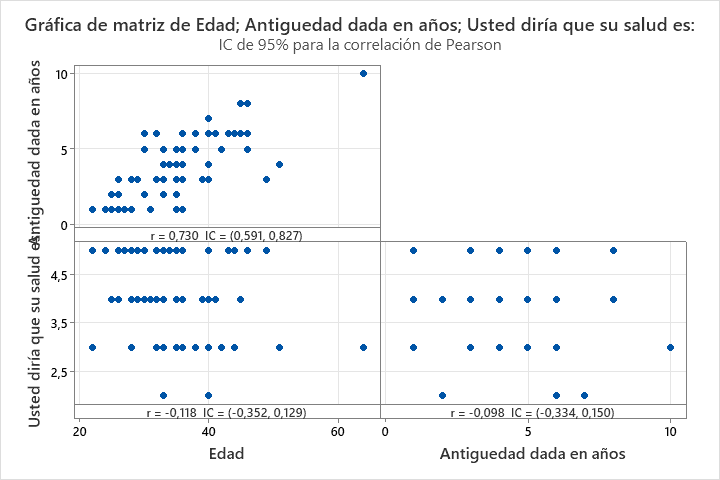 Gráfica de matriz de Edad; Antiguedad dada en años; Usted diría que su salud es:
IC de 95% para la correlación de Pearson
Antiguedad dada en años
10
5
0
r = 0,730 IC = (0,591, 0,827)
Usted diría que su salud es:
4,5
3,5
2,5
r = -0,118 IC = (-0,352, 0,129)
r = -0,098 IC = (-0,334, 0,150)
20
40
60
0
5
10
Edad
Antiguedad dada en años